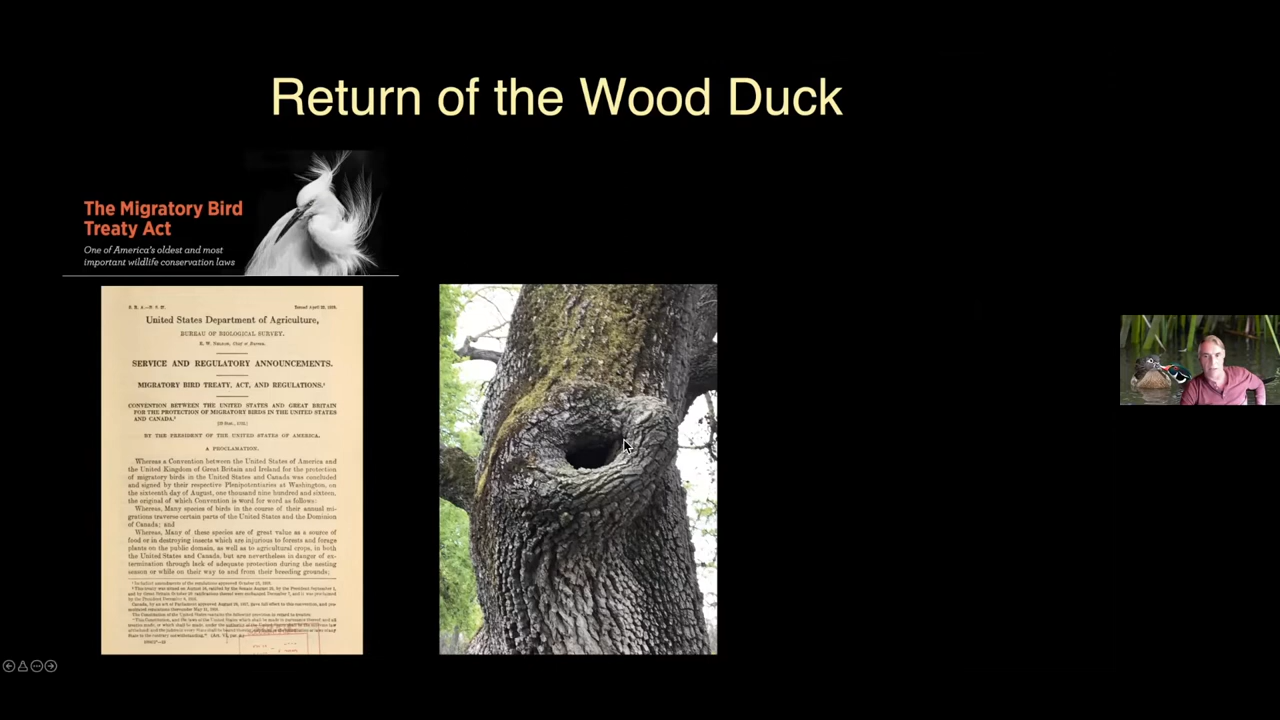 Return of the Wood Duck
The Migratory Bird
Treaty Act
One of America's oldest and most
important wildlife conservation laws
United States Department of Agriculture,
BUREAU OF BIOLOGICAL SURVEY.
E. W. NELSON, Chief of Bureau.
SERVICE AND REGULATORY ANNOUNCEMENTS.
MIGRATORY BIRD TREATY, ACT, AND REGULATIONS.¹
CONVENTION BETWEEN THE UNITED STATES AND GREAT BRITAIN
FOR THE PROTECTION OF MIGRATORY BIRDS IN THE UNITED STATES
AND CANADA.²
BY THE PRESIDENT OF THE UNITED STATES OF AMERICA.
A PROCLAMATION.
Whereas a Convention between the United States of America and
the United Kingdom of Great Britain and Ireland for the protection
of migratory birds in the United States and Canada was concluded
and signed by their respective Plenipotentiaries at Washington, on
the sixteenth day of August, one thousand nine hundred and sixteen,
the original of which Convention is word for word as follows:
Whereas, Many species of birds in the course of their annual mi-
grations traverse certain parts of the United States and the Dominion
of Canada; and
Whereas, Many of these species are of great value as a source of
food or in destroying insects which are injurious to forests and forage
plants on the public domain, as well as to agricultural crops, in both
the United States and Canada, but are nevertheless in danger of ex-
termination through lack of adequate protection during the nesting
season or while on their way to and from their breeding grounds;